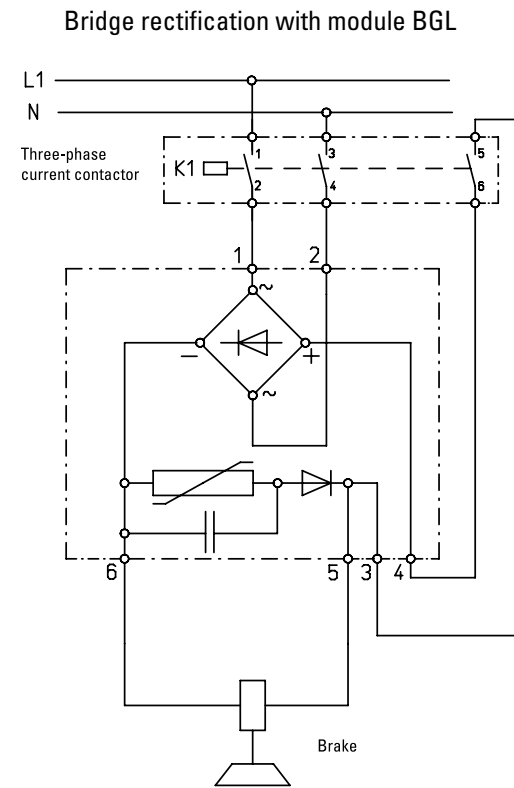 Bridge rectification with module BGL
L1
N
Three-phase
current contactor
K1
1
3
5
2
4
6
1
2
~
− +
~
6
5
3
4
Brake